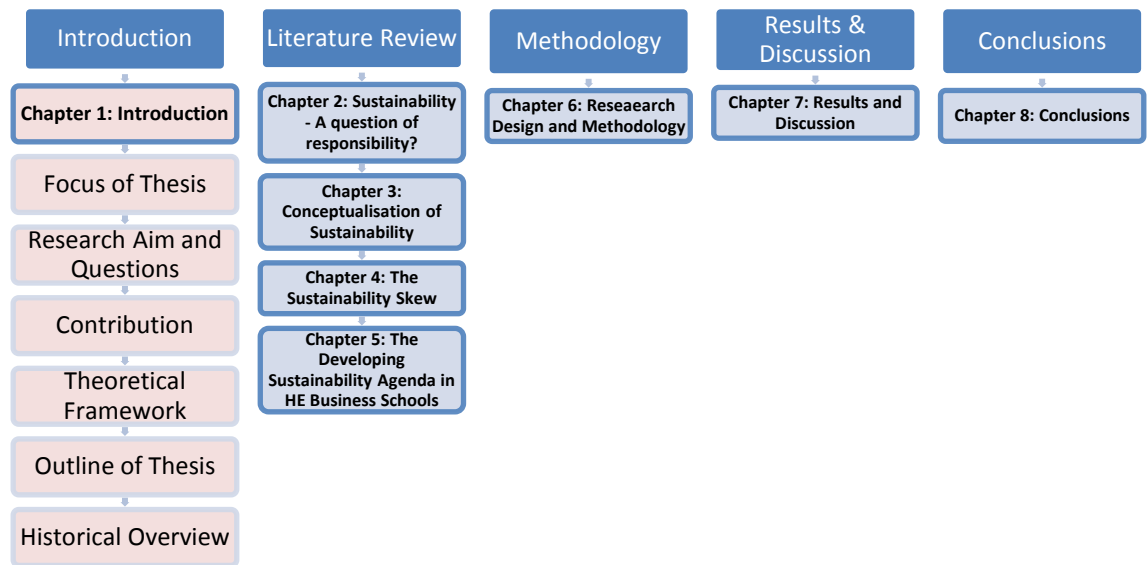 Introduction
Chapter 1: Introduction
Focus of Thesis
Research Aim and
Questions
Contribution
Theoretical
Framework
Outline of Thesis
Historical Overview
Literature Review
Chapter 2: Sustainability
- A question of
responsibility?
Chapter 3:
Conceptualisation of
Sustainability
Chapter 4: The
Sustainability Skew
Chapter 5: The
Developing
Sustainability Agenda in
HE Business Schools
Methodology
Chapter 6: Reseaearch
Design and Methodology
Results &
Discussion
Chapter 7: Results and
Discussion
Conclusions
Chapter 8: Conclusions